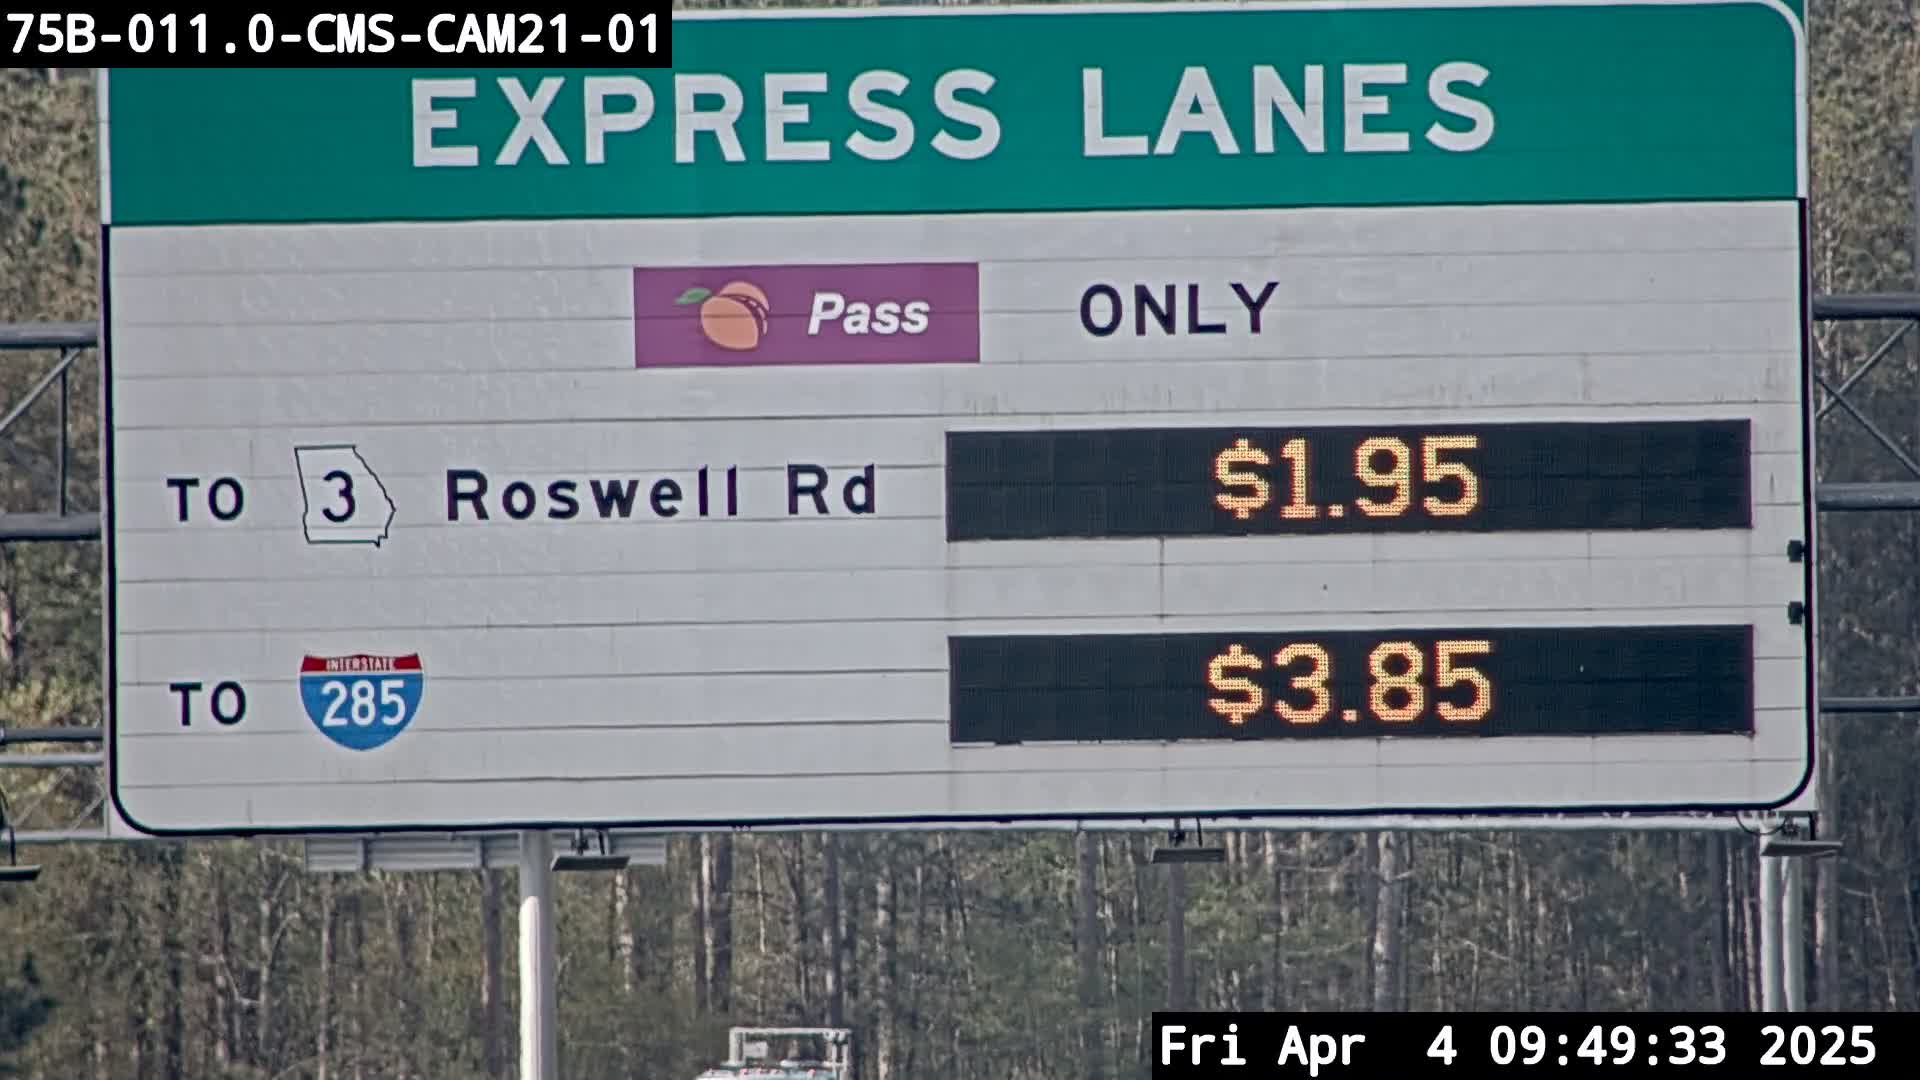 75B-011.0-CMS-CAM21-01
EXPRESS LANES
Pass ONLY
TO 3 Roswell Rd $1.95
TO INTERSTATE 285 $3.85
Fri Apr 4 09:49:33 2025